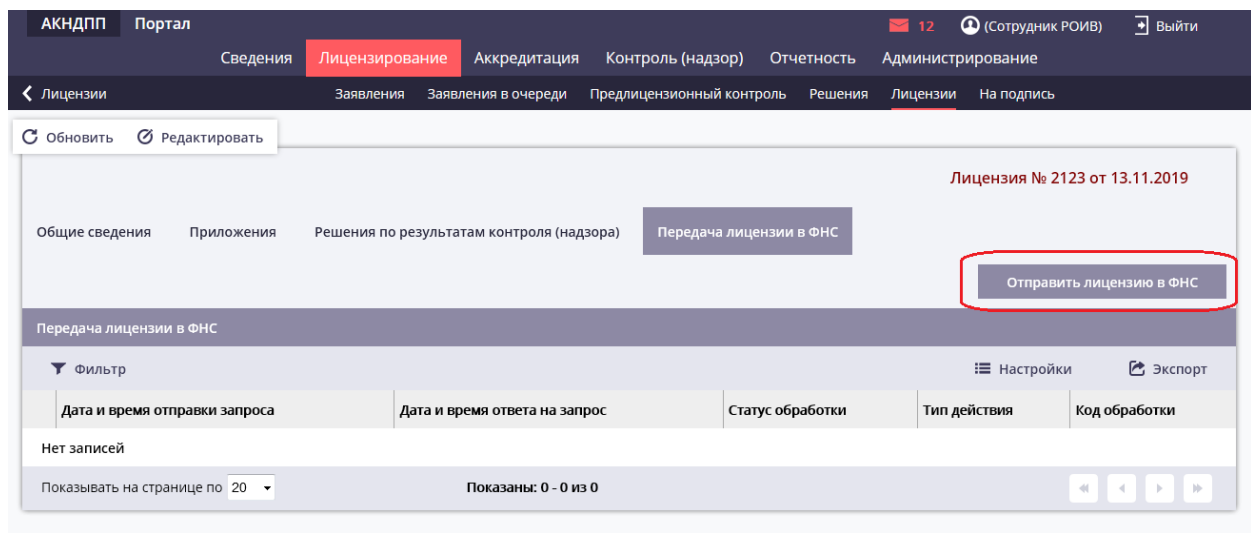 АКНДПП Портал 12 (Сотрудник РОИВ) Выйти
Сведения Лицензирование Аккредитация Контроль (надзор) Отчетность Администрирование
Лицензии Заявления Заявления в очереди Предлицензионный контроль Решения Лицензии На подпись
Обновить Редактировать
Лицензия № 2123 от 13.11.2019
Общие сведения Приложения Решения по результатам контроля (надзора) Передача лицензии в ФНС
Отправить лицензию в ФНС
Передача лицензии в ФНС
Фильтр Настройки Экспорт
Дата и время отправки запроса Дата и время ответа на запрос Статус обработки Тип действия Код обработки
Нет записей
Показывать на странице по 20 Показаны: 0 - 0 из 0